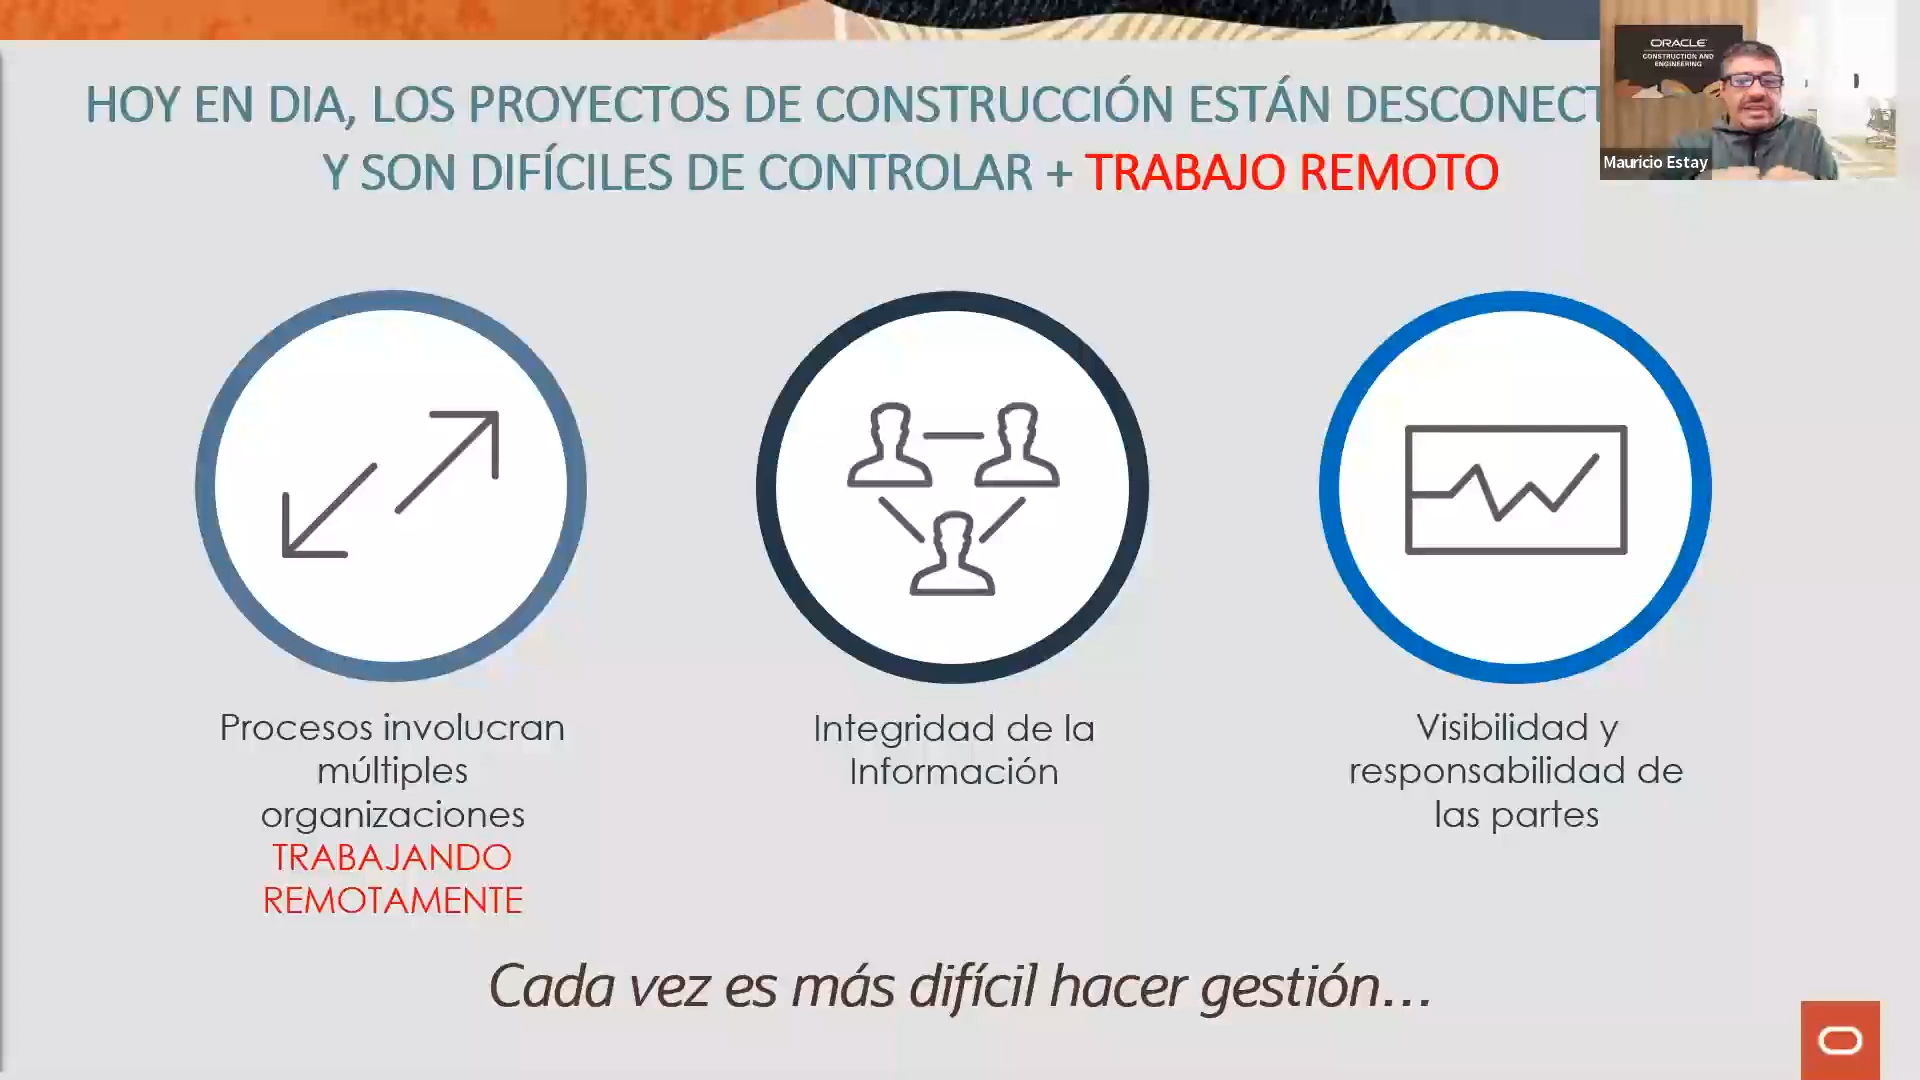 HOY EN DIA, LOS PROYECTOS DE CONSTRUCCIÓN ESTÁN
Y SON DIFÍCILES DE CONTROLAR + TRABAJO REMOTO
ORACLE
CONSTRUCTION AND
ENGINEERING
Mauricio Estay
Procesos involucran
múltiples
organizaciones
TRABAJANDO
REMOTAMENTE
Integridad de la
Información
Visibilidad y
responsabilidad de
las partes
Cada vez es más difícil hacer gestión...